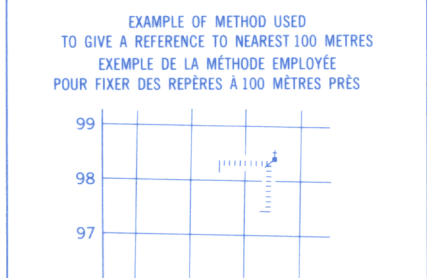 EXAMPLE OF METHOD USED
TO GIVE A REFERENCE TO NEAREST 100 METRES
EXEMPLE DE LA MÉTHODE EMPLOYÉE
POUR FIXER DES REPÈRES À 100 MÈTRES PRÈS
99
98
97